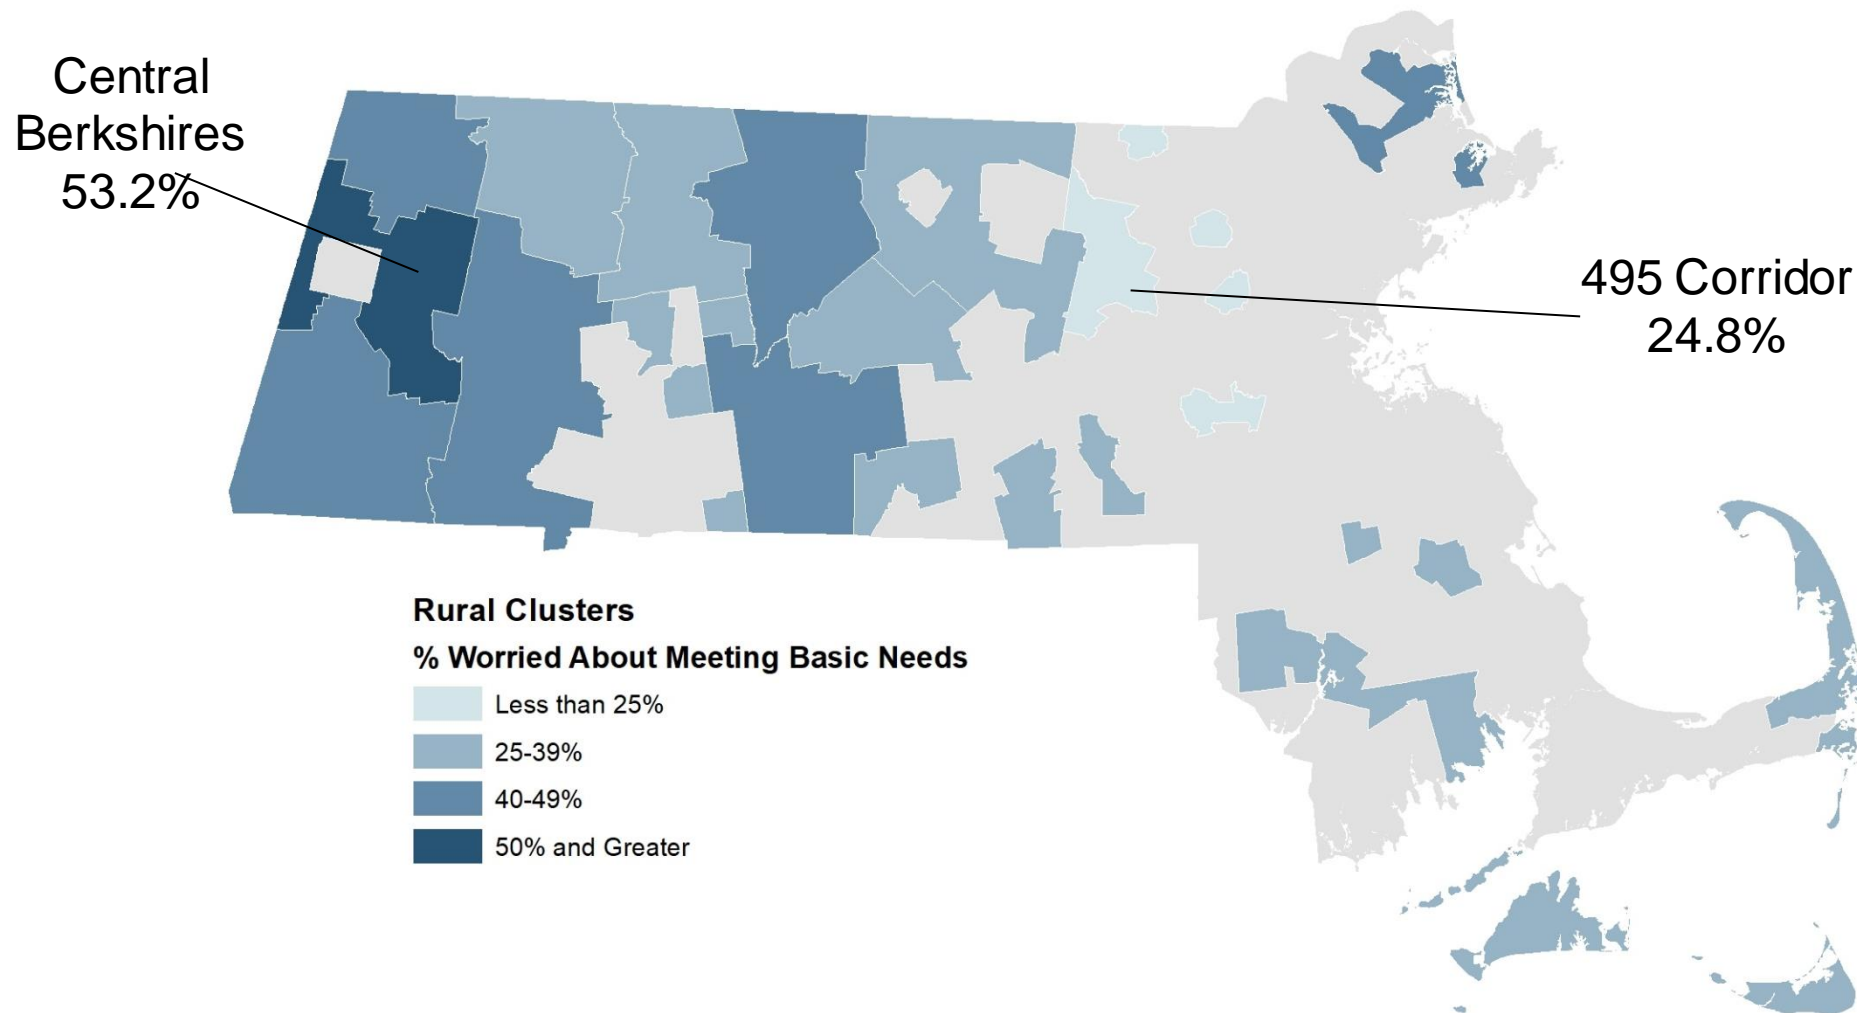 Central
Berkshires
53.2%
495 Corridor
24.8%
Rural Clusters
% Worried About Meeting Basic Needs
Less than 25%
25-39%
40-49%
50% and Greater